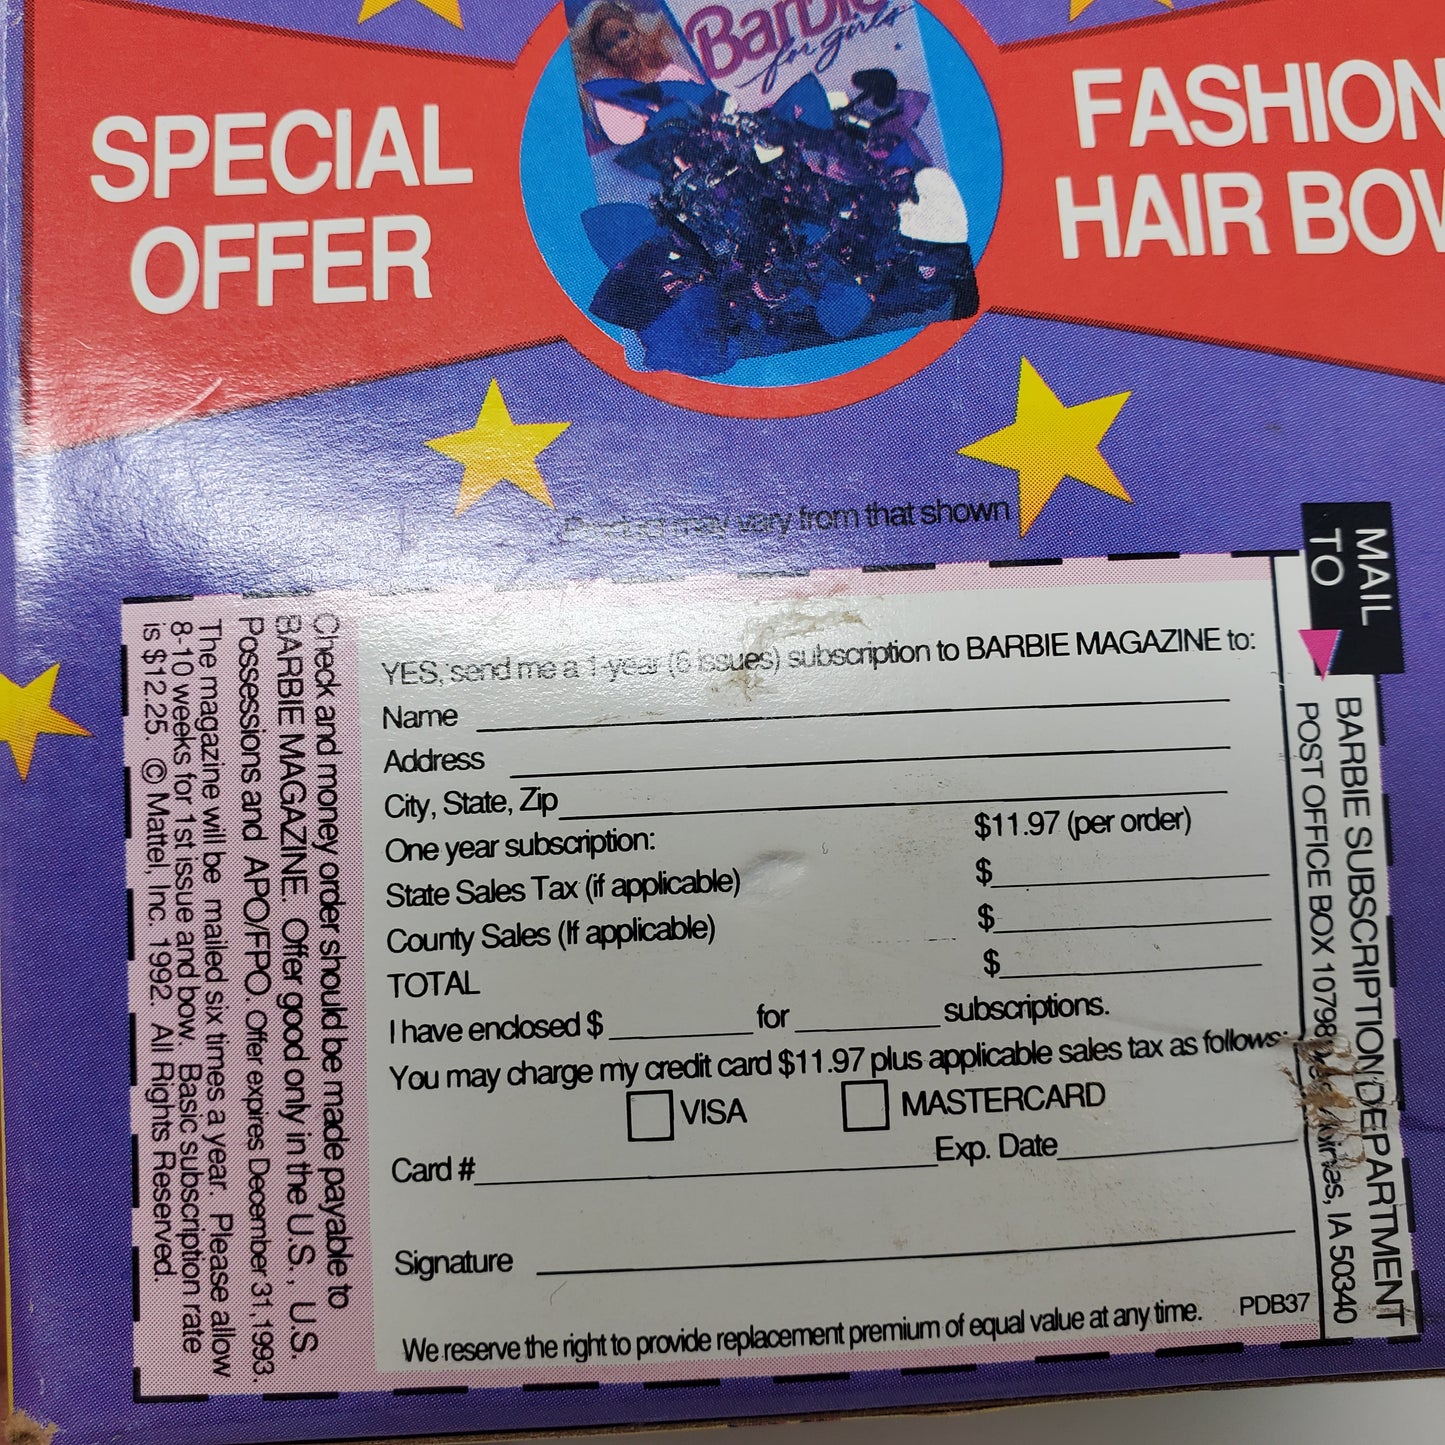 SPECIAL
OFFER
Barbie
for girls
FASHION
HAIR BOW
Product may vary from that shown
MAIL
TO
BARBIE SUBSCRIPTION DEPARTMENT
POST OFFICE BOX 10798 Moines, IA 50340
YES, send me a 1-year (6 issues) subscription to BARBIE MAGAZINE to:
Name
Address
City, State, Zip
One year subscription: $11.97 (per order)
State Sales Tax (if applicable) $
County Sales (If applicable) $
TOTAL $
I have enclosed $ for subscriptions.
You may charge my credit card $11.97 plus applicable sales tax as follows:
VISA MASTERCARD
Card # Exp. Date
Signature
We reserve the right to provide replacement premium of equal value at any time. PDB37
Check and money order should be made payable to
BARBIE MAGAZINE. Offer good only in the U.S., U.S.
Possessions and APO/FPO. Offer expires December 31, 1993.
The magazine will be mailed six times a year. Please allow
8-10 weeks for 1st issue and bow. Basic subscription rate
is $12.25. © Mattel, Inc. 1992. All Rights Reserved.